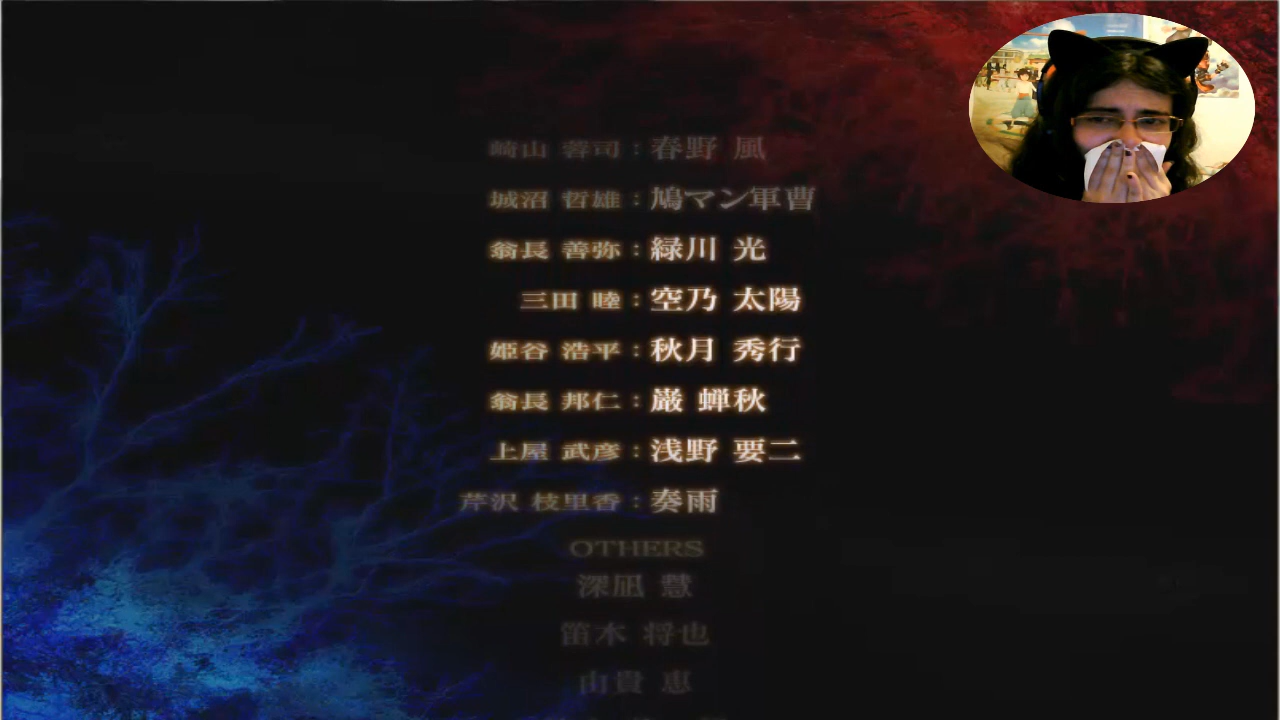 崎山 善司：春野 風
城沼 哲雄：鳩マン軍曹
翁長 善弥：緑川 光
三田 睦：空乃 太陽
姫谷 浩平：秋月 秀行
翁長 邦仁：巌 蝉秋
上屋 武彦：浅野 要二
芹沢 枝里香：奏雨
OTHERS
深凪 慧
笛木 将也
由貴 恵